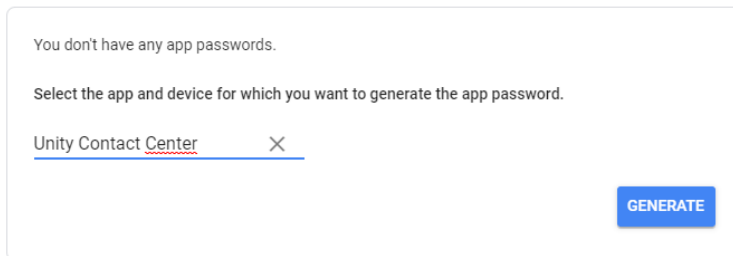 You don't have any app passwords.
Select the app and device for which you want to generate the app password.
Unity Contact Center
GENERATE